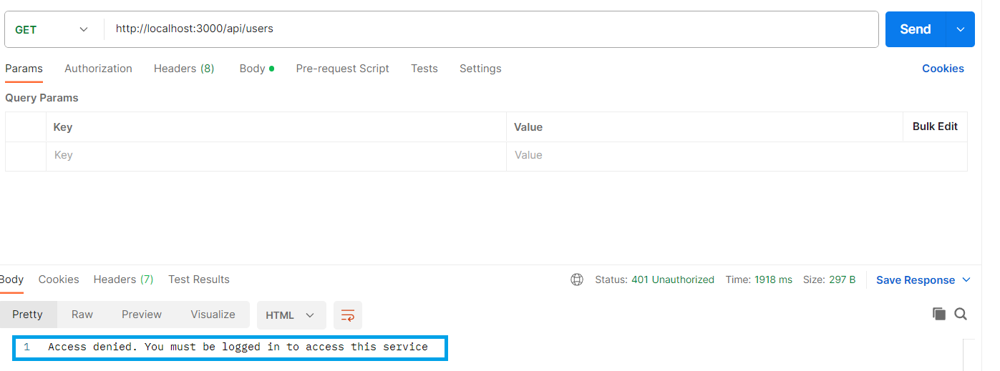 GET http://localhost:3000/api/users Send
Params Authorization Headers (8) Body Pre-request Script Tests Settings Cookies
Query Params
Key Value Bulk Edit
Key Value
Body Cookies Headers (7) Test Results Status: 401 Unauthorized Time: 1918 ms Size: 297 B Save Response
Pretty Raw Preview Visualize HTML
1 Access denied. You must be logged in to access this service